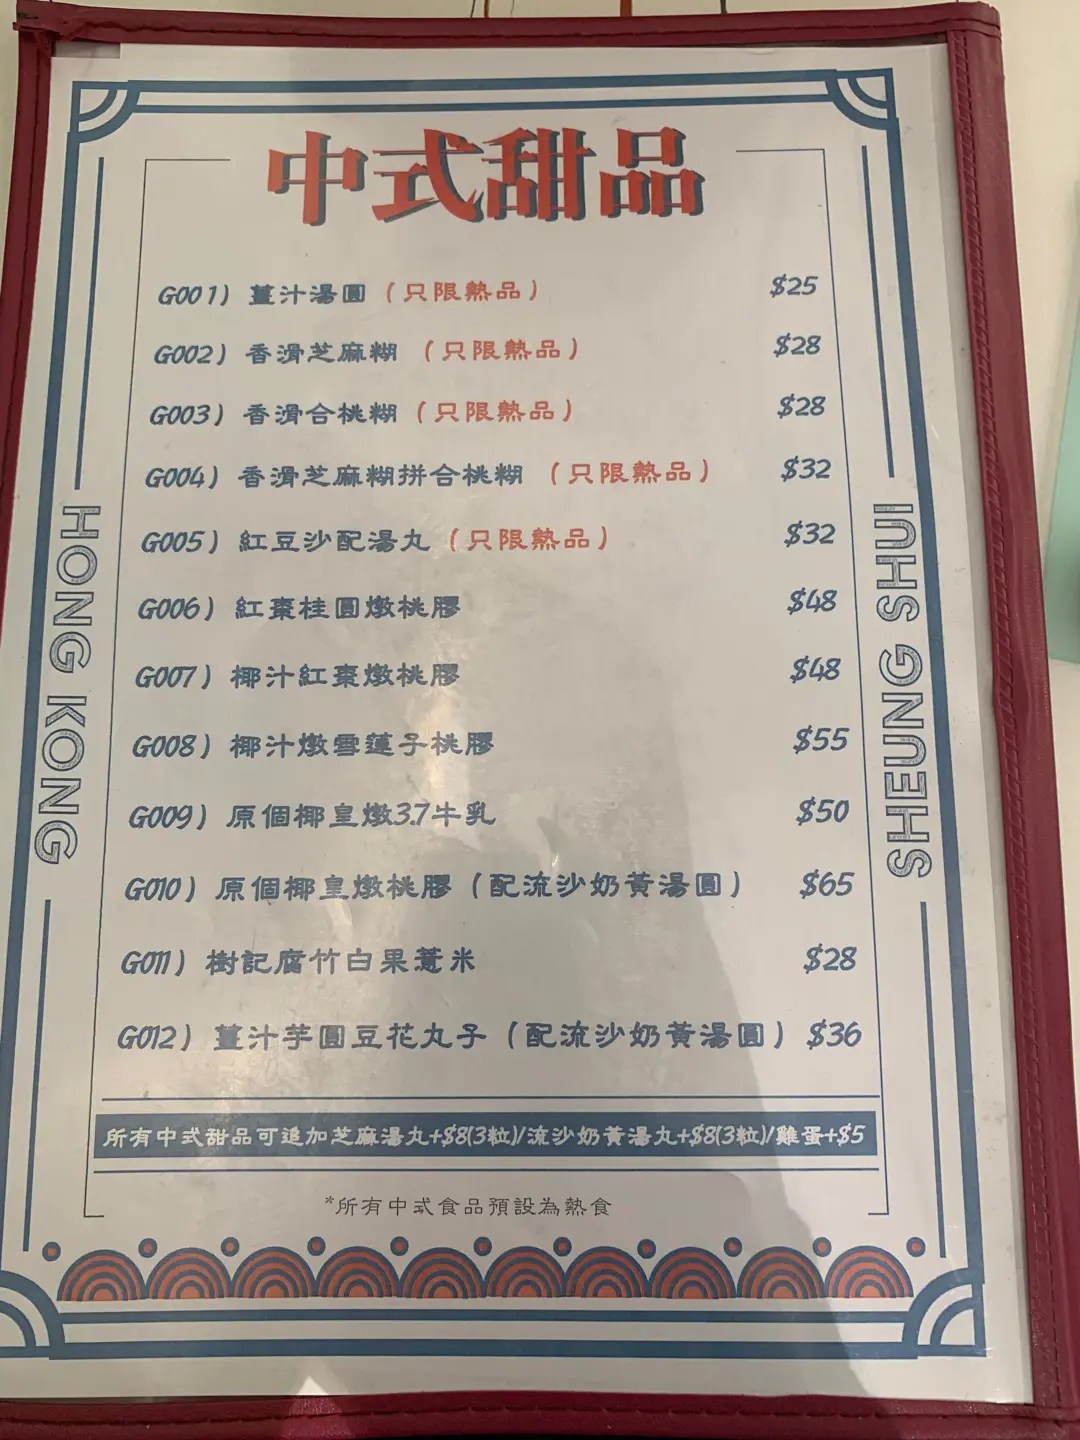 中式甜品
G001) 薑汁湯圓 (只限熱品) $25
G002) 香滑芝麻糊 (只限熱品) $28
G003) 香滑合桃糊 (只限熱品) $28
G004) 香滑芝麻糊拼合桃糊 (只限熱品) $32
G005) 紅豆沙配湯丸 (只限熱品) $32
G006) 紅棗桂圓燉桃膠 $48
G007) 椰汁紅棗燉桃膠 $48
G008) 椰汁燉雪蓮子桃膠 $55
G009) 原個椰皇燉3.7牛乳 $50
G010) 原個椰皇燉桃膠 (配流沙奶黃湯圓) $65
G011) 樹記腐竹白果薏米 $28
G012) 薑汁芋圓豆花丸子 (配流沙奶黃湯圓) $36
所有中式甜品可追加芝麻湯丸+$8(3粒)/流沙奶黃湯丸+$8(3粒)/雞蛋+$5
*所有中式食品預設為熱食
HONG KONG
SHEUNG SHUI